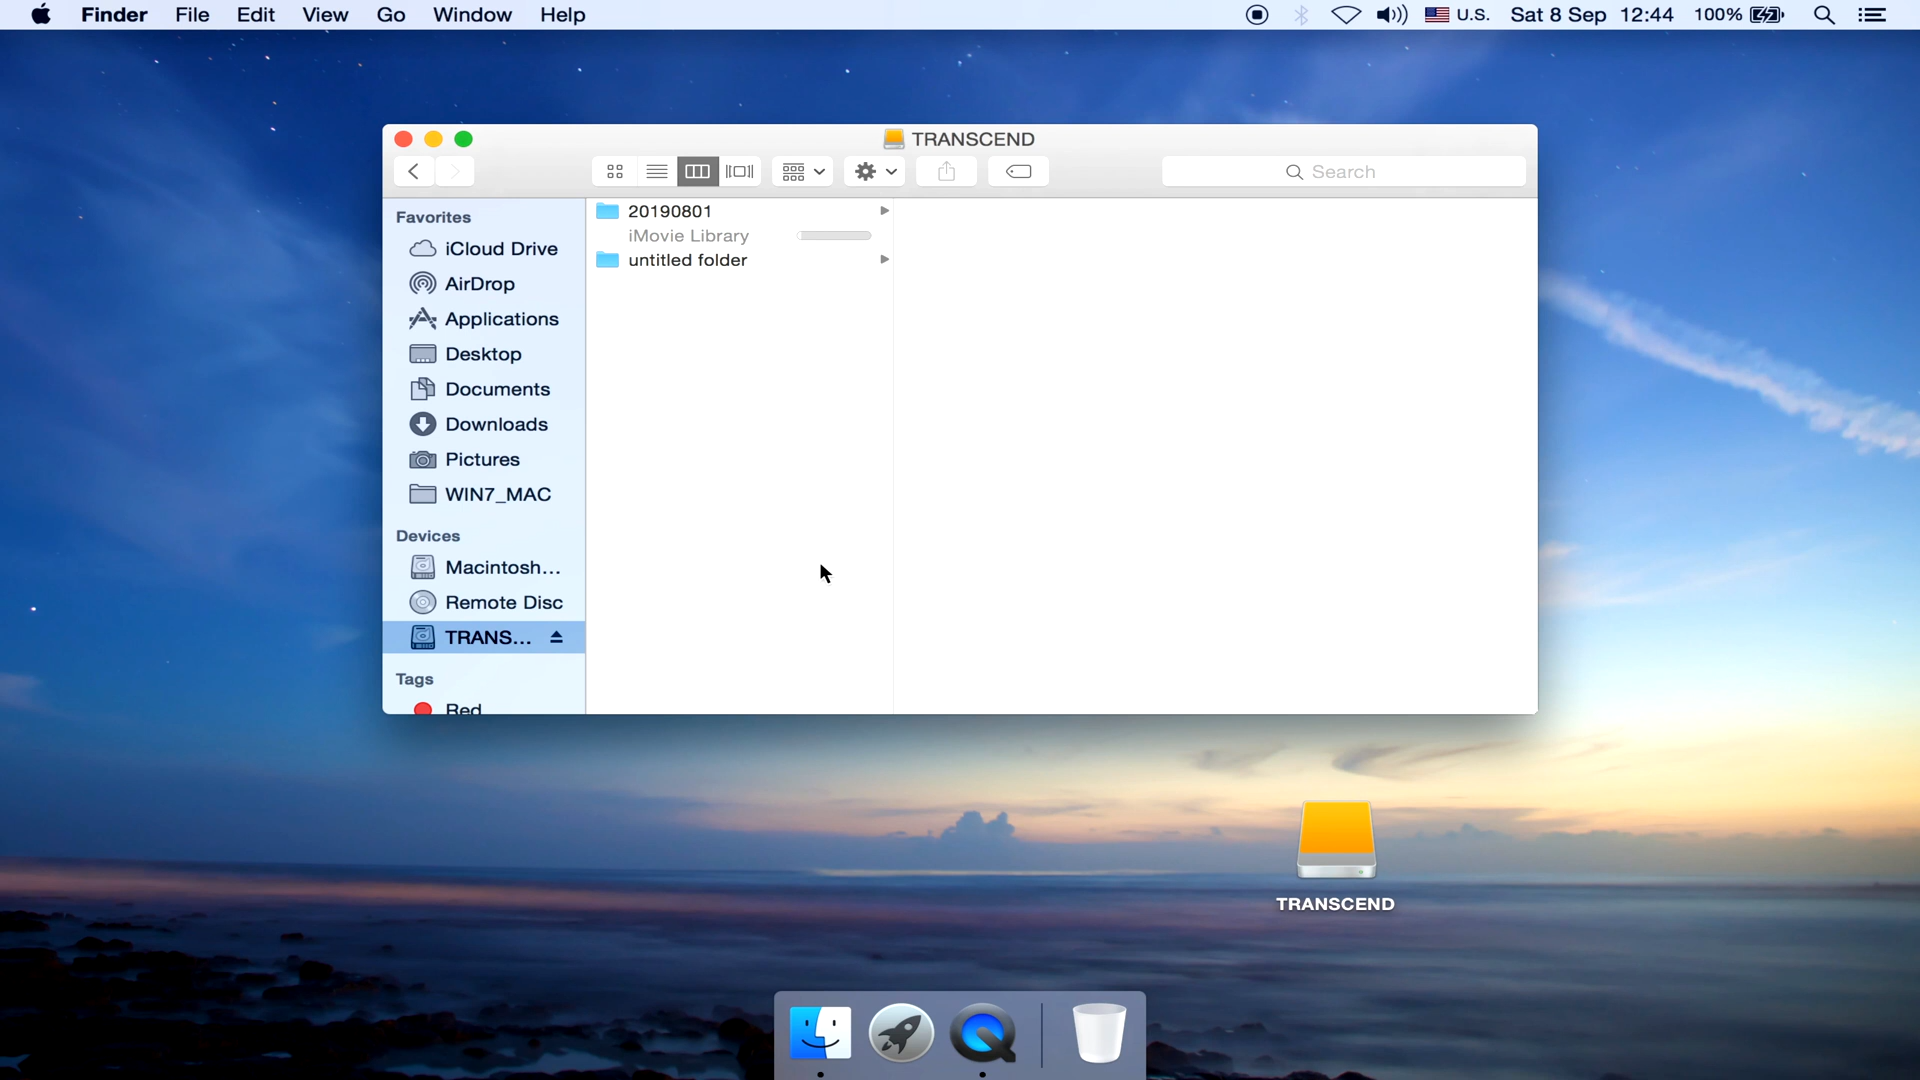 Finder File Edit View Go Window Help U.S. Sat 8 Sep 12:44 100%
TRANSCEND
Search
Favorites
iCloud Drive
AirDrop
Applications
Desktop
Documents
Downloads
Pictures
WIN7_MAC
Devices
Macintosh...
Remote Disc
TRANS...
Tags
Red
20190801
iMovie Library
untitled folder
TRANSCEND